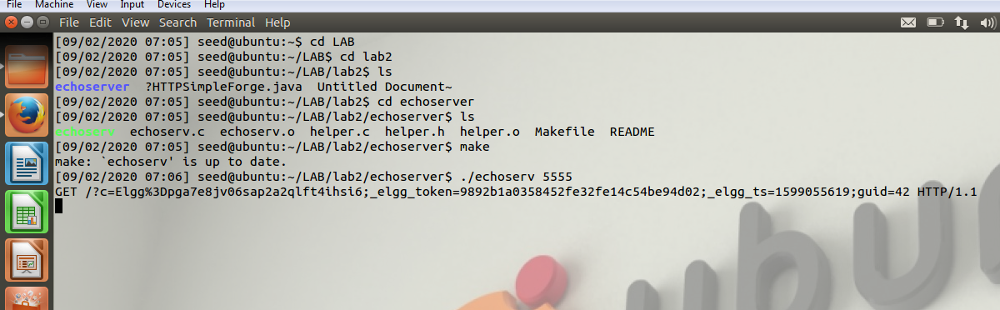 File Machine View Input Devices Help
File Edit View Search Terminal Help
[09/02/2020 07:05] seed@ubuntu:~$ cd LAB
[09/02/2020 07:05] seed@ubuntu:~/LAB$ cd lab2
[09/02/2020 07:05] seed@ubuntu:~/LAB/lab2$ ls
echoserver ?HTTPSimpleForge.java Untitled Document~
[09/02/2020 07:05] seed@ubuntu:~/LAB/lab2$ cd echoserver
[09/02/2020 07:05] seed@ubuntu:~/LAB/lab2/echoserver$ ls
echoserv echoserv.c echoserv.o helper.c helper.h helper.o Makefile README
[09/02/2020 07:05] seed@ubuntu:~/LAB/lab2/echoserver$ make
make: `echoserv' is up to date.
[09/02/2020 07:06] seed@ubuntu:~/LAB/lab2/echoserver$ ./echoserv 5555
GET /?c=Elgg%3Dpga7e8jv06sap2a2qlft4ihsi6;_elgg_token=9892b1a0358452fe32fe14c54be94d02;_elgg_ts=1599055619;guid=42 HTTP/1.1
ubu